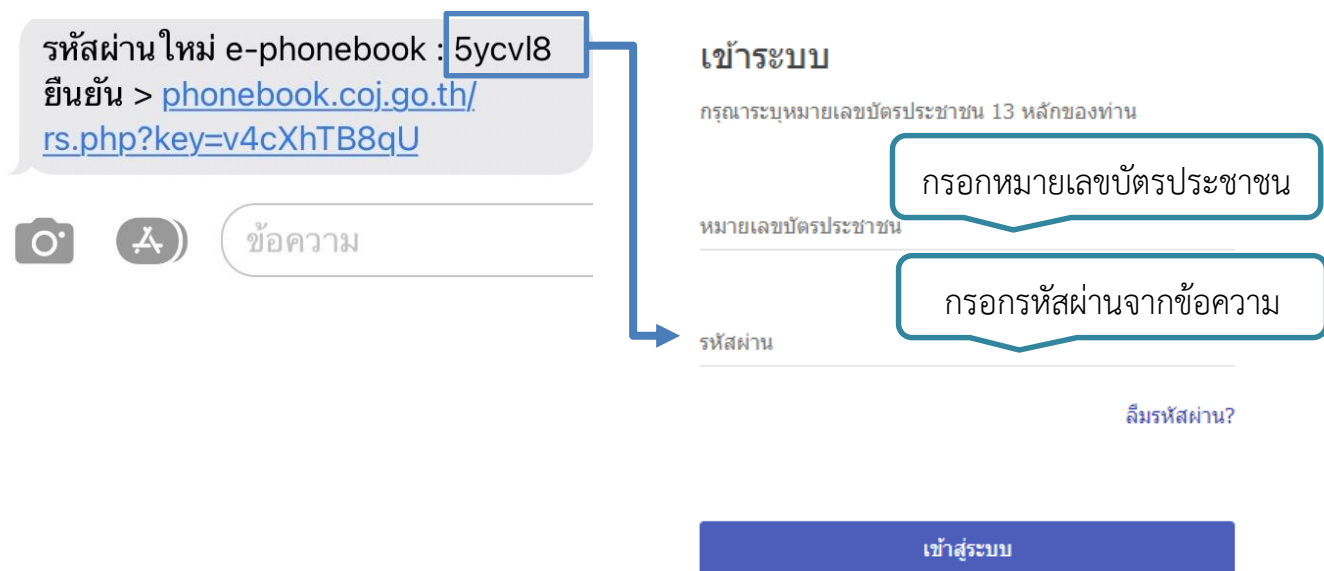 รหัสผ่านใหม่ e-phonebook : 5ycvl8
ยืนยัน > phonebook.coj.go.th/
rs.php?key=v4cXhTB8qU
ข้อความ
เข้าระบบ
กรุณาระบุหมายเลขบัตรประชาชน 13 หลักของท่าน
กรอกหมายเลขบัตรประชาชน
หมายเลขบัตรประชาชน
กรอกรหัสผ่านจากข้อความ
รหัสผ่าน
ลืมรหัสผ่าน?
เข้าสู่ระบบ